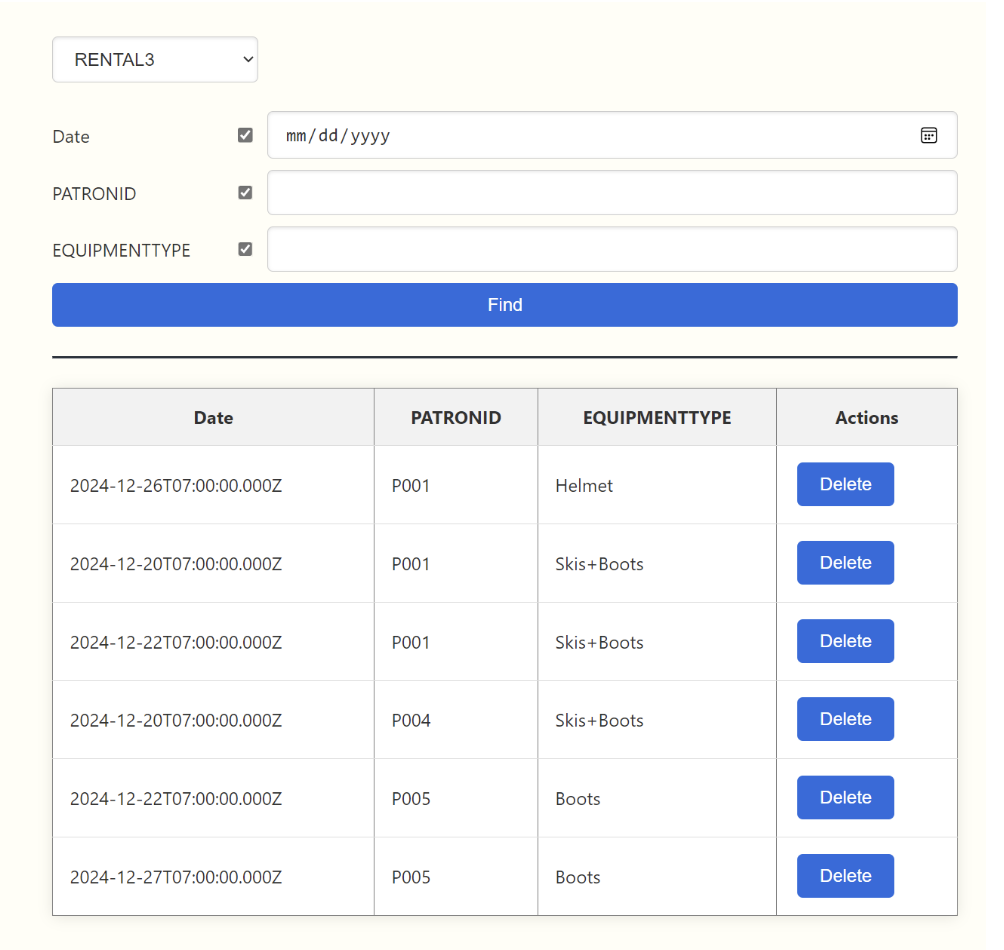 RENTAL3
Date mm/dd/yyyy
PATRONID
EQUIPMENTTYPE
Find
Date PATRONID EQUIPMENTTYPE Actions
2024-12-26T07:00:00.000Z P001 Helmet Delete
2024-12-20T07:00:00.000Z P001 Skis+Boots Delete
2024-12-22T07:00:00.000Z P001 Skis+Boots Delete
2024-12-20T07:00:00.000Z P004 Skis+Boots Delete
2024-12-22T07:00:00.000Z P005 Boots Delete
2024-12-27T07:00:00.000Z P005 Boots Delete